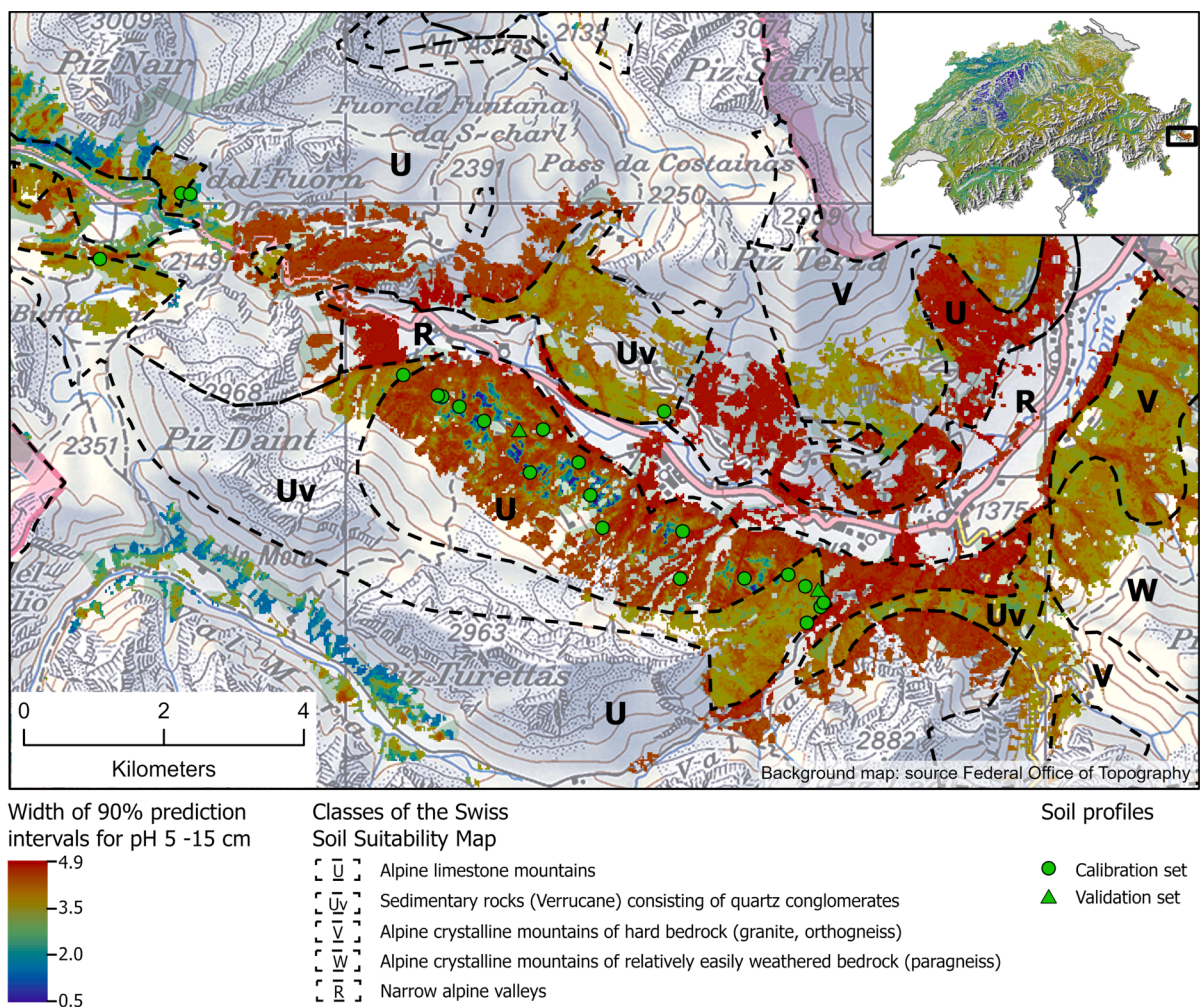 3009
Piz Nair
Alp Astras
2135
307
Piz Starlex
Fuorcla Funtana
da S-charl
U
2391
Pass da Costainas
dal Fuorn
2250
2999
2149
Piz Terza
V
U
R
Uv
R
V
2968
2351
Piz Daint
Uv
U
1375
W
Uv
2963
Piz Turettas
V
U
2882
0 2 4
Kilometers
Background map: source Federal Office of Topography
Width of 90% prediction
intervals for pH 5 -15 cm
4.9
3.5
2.0
0.5
Classes of the Swiss
Soil Suitability Map
U Alpine limestone mountains
Uv Sedimentary rocks (Verrucane) consisting of quartz conglomerates
V Alpine crystalline mountains of hard bedrock (granite, orthogneiss)
W Alpine crystalline mountains of relatively easily weathered bedrock (paragneiss)
R Narrow alpine valleys
Soil profiles
Calibration set
Validation set